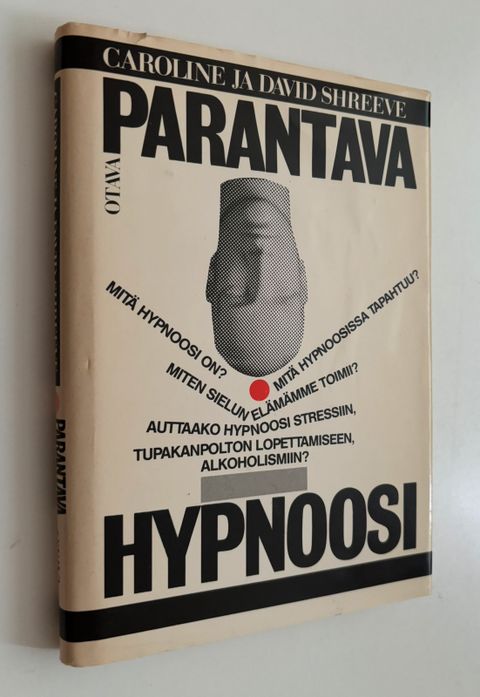 CAROLINE JA DAVID SHREEVE
PARANTAVA
OTAVA
MITÄ HYPNOOSI ON?
MITÄ HYPNOOSISSA TAPAHTUU?
MITEN SIELUN ELÄMÄMME TOIMII?
AUTTAAKO HYPNOOSI STRESSIIN,
TUPAKANPOLTON LOPETTAMISEEN,
ALKOHOLISMIIN?
HYPNOOSI
PARANTAVA